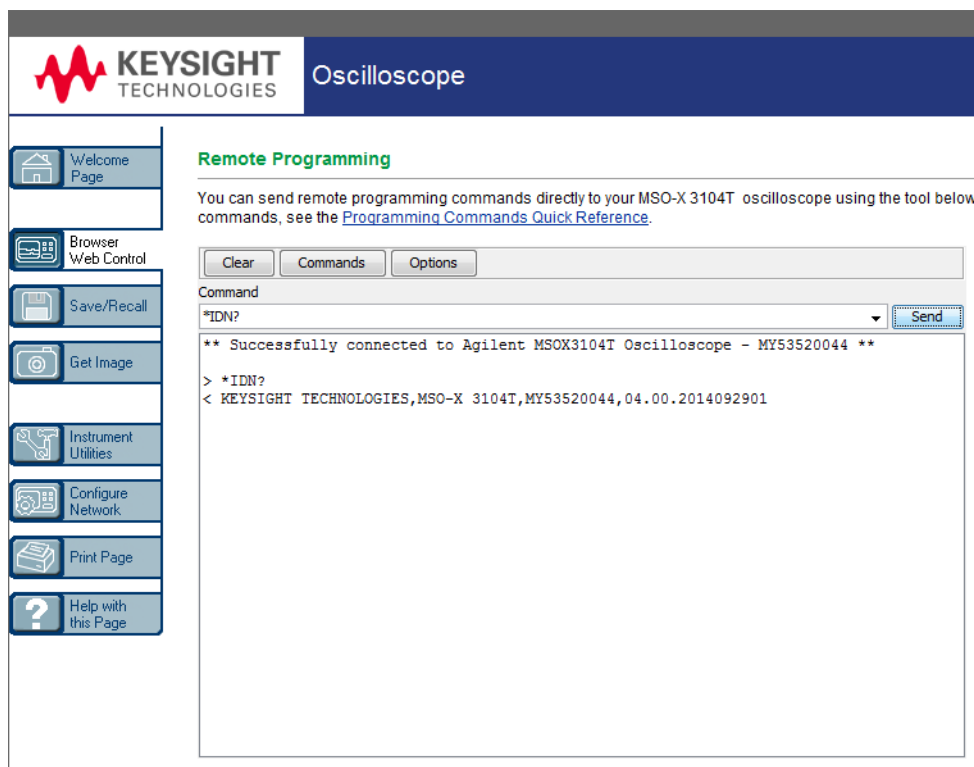 KEYSIGHT
TECHNOLOGIES
Oscilloscope
Welcome
Page
Browser
Web Control
Save/Recall
Get Image
Instrument
Utilities
Configure
Network
Print Page
Help with
this Page
Remote Programming
You can send remote programming commands directly to your MSO-X 3104T oscilloscope using the tool below
commands, see the Programming Commands Quick Reference.
Clear
Commands
Options
Command
*IDN?
Send
** Successfully connected to Agilent MSOX3104T Oscilloscope - MY53520044 **
> *IDN?
< KEYSIGHT TECHNOLOGIES,MSO-X 3104T,MY53520044,04.00.2014092901